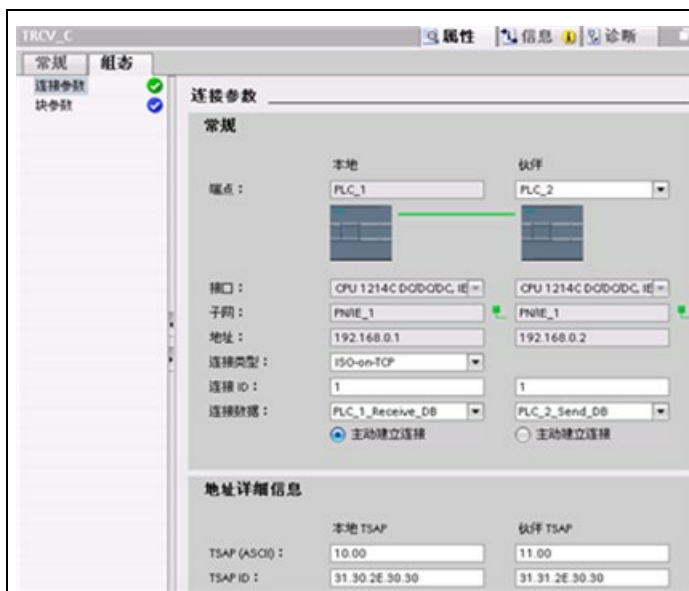 TRCV_C 属性 信息 诊断
常规 组态
连接参数
块参数
连接参数
常规
本地 伙伴
端点： PLC_1 PLC_2
接口： CPU 1214C DC/DC/DC, IE CPU 1214C DC/DC/DC, IE
子网： PN/IE_1 PN/IE_1
地址： 192.168.0.1 192.168.0.2
连接类型： ISO-on-TCP
连接 ID： 1 1
连接数据： PLC_1_Receive_DB PLC_2_Send_DB
主动建立连接 主动建立连接
地址详细信息
本地 TSAP 伙伴 TSAP
TSAP (ASCII)： 10.00 11.00
TSAP ID： 31.30.2E.30.30 31.31.2E.30.30